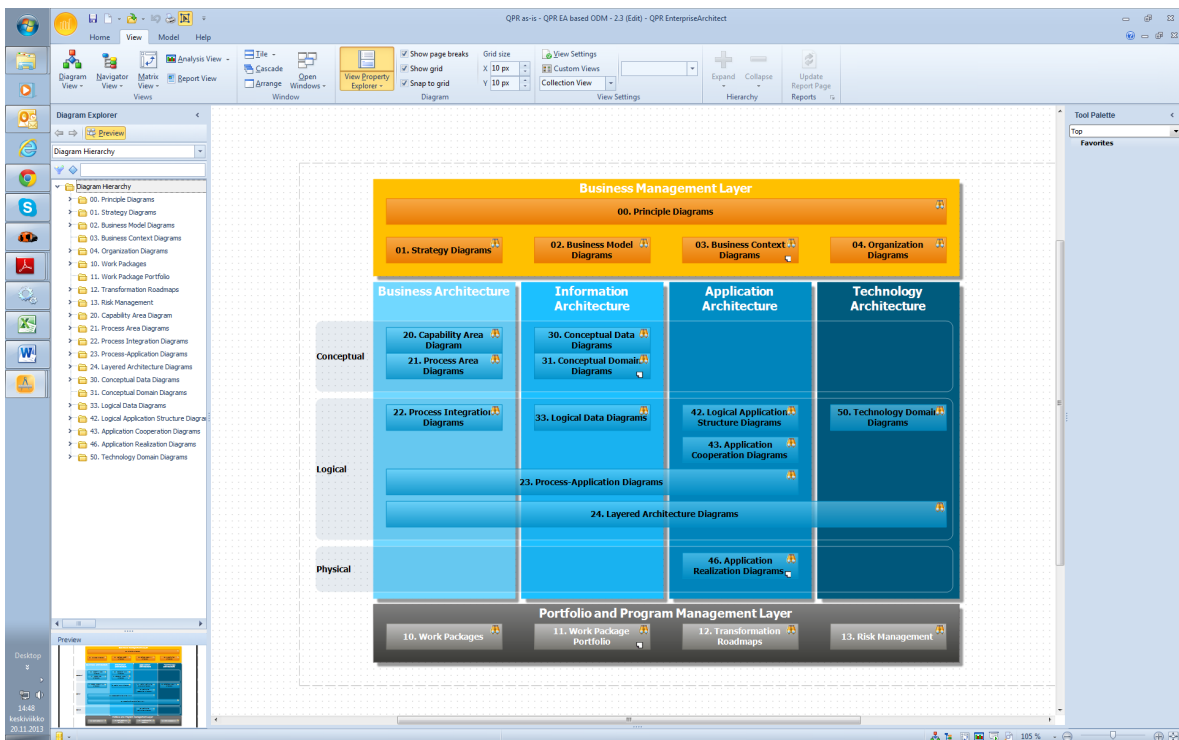 QPR as-is - QPR EA based ODM - 2.3 (Edit) - QPR EnterpriseArchitect
Home View Model Help
Diagram View
Navigator View
Matrix View
Analysis View
Report View
Views
Tile
Cascade
Arrange
Open Windows
Window
View Property Explorer
Show page breaks
Show grid
Snap to grid
Grid size
X 10 px
Y 10 px
Diagram
View Settings
Custom Views
Collection View
View Settings
Expand
Collapse
Hierarchy
Update Report Page
Reports
Diagram Explorer
Preview
Diagram Hierarchy
Diagram Hierarchy
00. Principle Diagrams
01. Strategy Diagrams
02. Business Model Diagrams
03. Business Context Diagrams
04. Organization Diagrams
10. Work Packages
11. Work Package Portfolio
12. Transformation Roadmaps
13. Risk Management
20. Capability Area Diagram
21. Process Area Diagrams
22. Process Integration Diagrams
23. Process-Application Diagrams
24. Layered Architecture Diagrams
30. Conceptual Data Diagrams
31. Conceptual Domain Diagrams
33. Logical Data Diagrams
42. Logical Application Structure Diagra
43. Application Cooperation Diagrams
46. Application Realization Diagrams
50. Technology Domain Diagrams
Preview
Business Management Layer
00. Principle Diagrams
01. Strategy Diagrams
02. Business Model
Diagrams
03. Business Context
Diagrams
04. Organization
Diagrams
Business Architecture
Information
Architecture
Application
Architecture
Technology
Architecture
Conceptual
20. Capability Area
Diagram
21. Process Area
Diagrams
30. Conceptual Data
Diagrams
31. Conceptual Domain
Diagrams
Logical
22. Process Integration
Diagrams
33. Logical Data Diagrams
42. Logical Application
Structure Diagrams
50. Technology Domain
Diagrams
43. Application
Cooperation Diagrams
23. Process-Application Diagrams
24. Layered Architecture Diagrams
Physical
46. Application
Realization Diagrams
Portfolio and Program Management Layer
10. Work Packages
11. Work Package
Portfolio
12. Transformation
Roadmaps
13. Risk Management
Tool Palette
Top
Favorites
Desktop
14:48
keskiviikko
20.11.2013
105 %